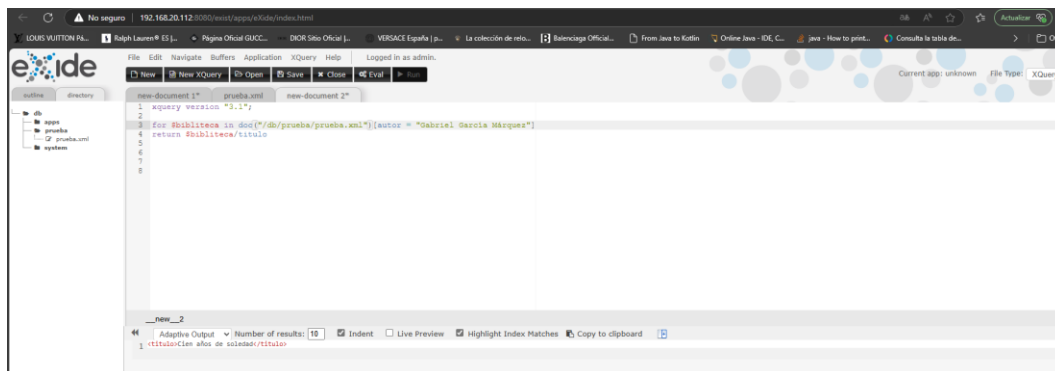 No seguro 192.168.20.112:8080/exist/apps/eXide/index.html Actualizar
LOUIS VUITTON Pá... Ralph Lauren® ES |... Página Oficial GUCC... DIOR Sitio Oficial |... VERSACE España | p... La colección de relo... Balenciaga Official... From Java to Kotlin Online Java - IDE, C... java - How to print... Consulta la tabla de...
eXide
File Edit Navigate Buffers Application XQuery Help Logged in as admin.
New New XQuery Open Save Close Eval Run
Current app: unknown File Type: XQuer
outline directory
new-document 1* prueba.xml new-document 2*
db
apps
prueba
prueba.xml
system
1 xquery version "3.1";
2
3 for $bibliteca in doc("/db/prueba/prueba.xml")[autor = "Gabriel García Márquez"]
4 return $bibliteca/titulo
5
6
7
8
__new__2
Adaptive Output Number of results: 10 Indent Live Preview Highlight Index Matches Copy to clipboard
1 <titulo>Cien años de soledad</titulo>